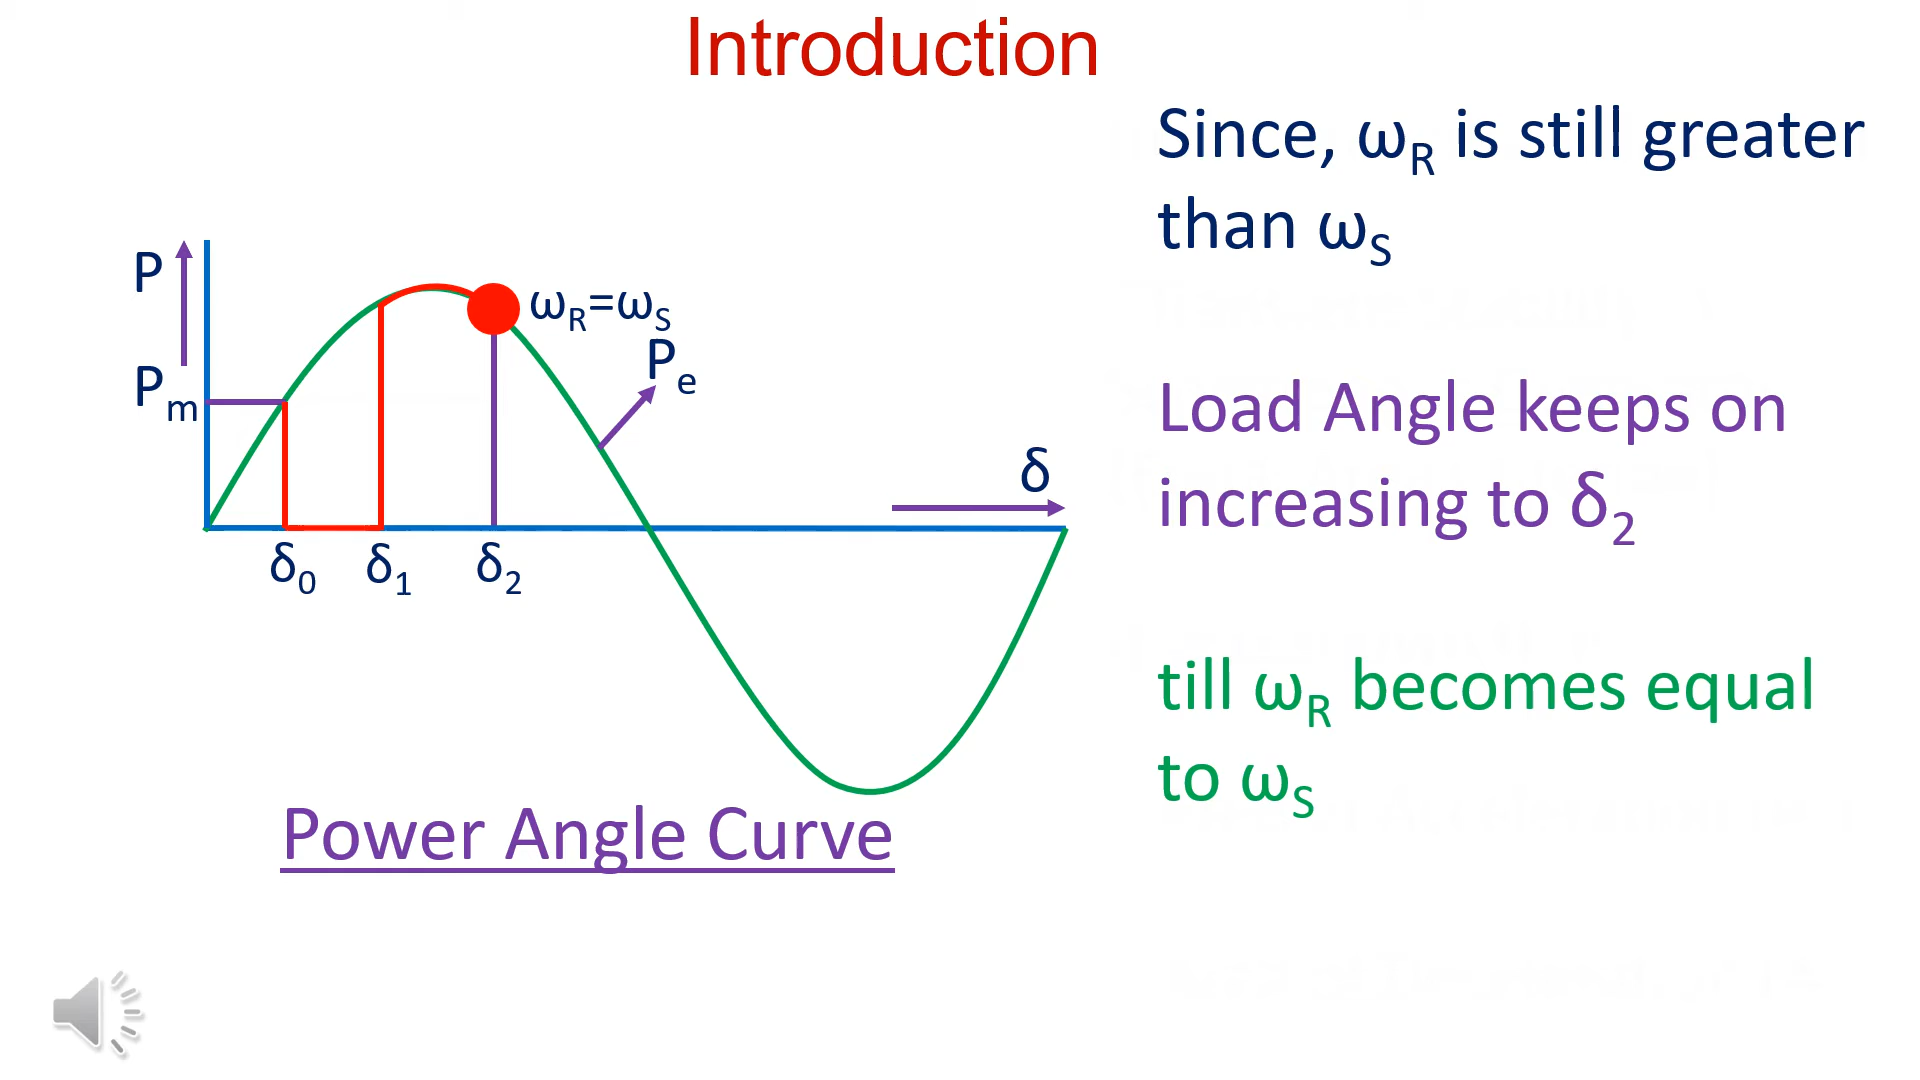 Introduction
Since, ωR is still greater
than ωS
Load Angle keeps on
increasing to δ2
till ωR becomes equal
to ωS
P
Pm
ωR=ωS
Pe
δ
δ0
δ1
δ2
Power Angle Curve